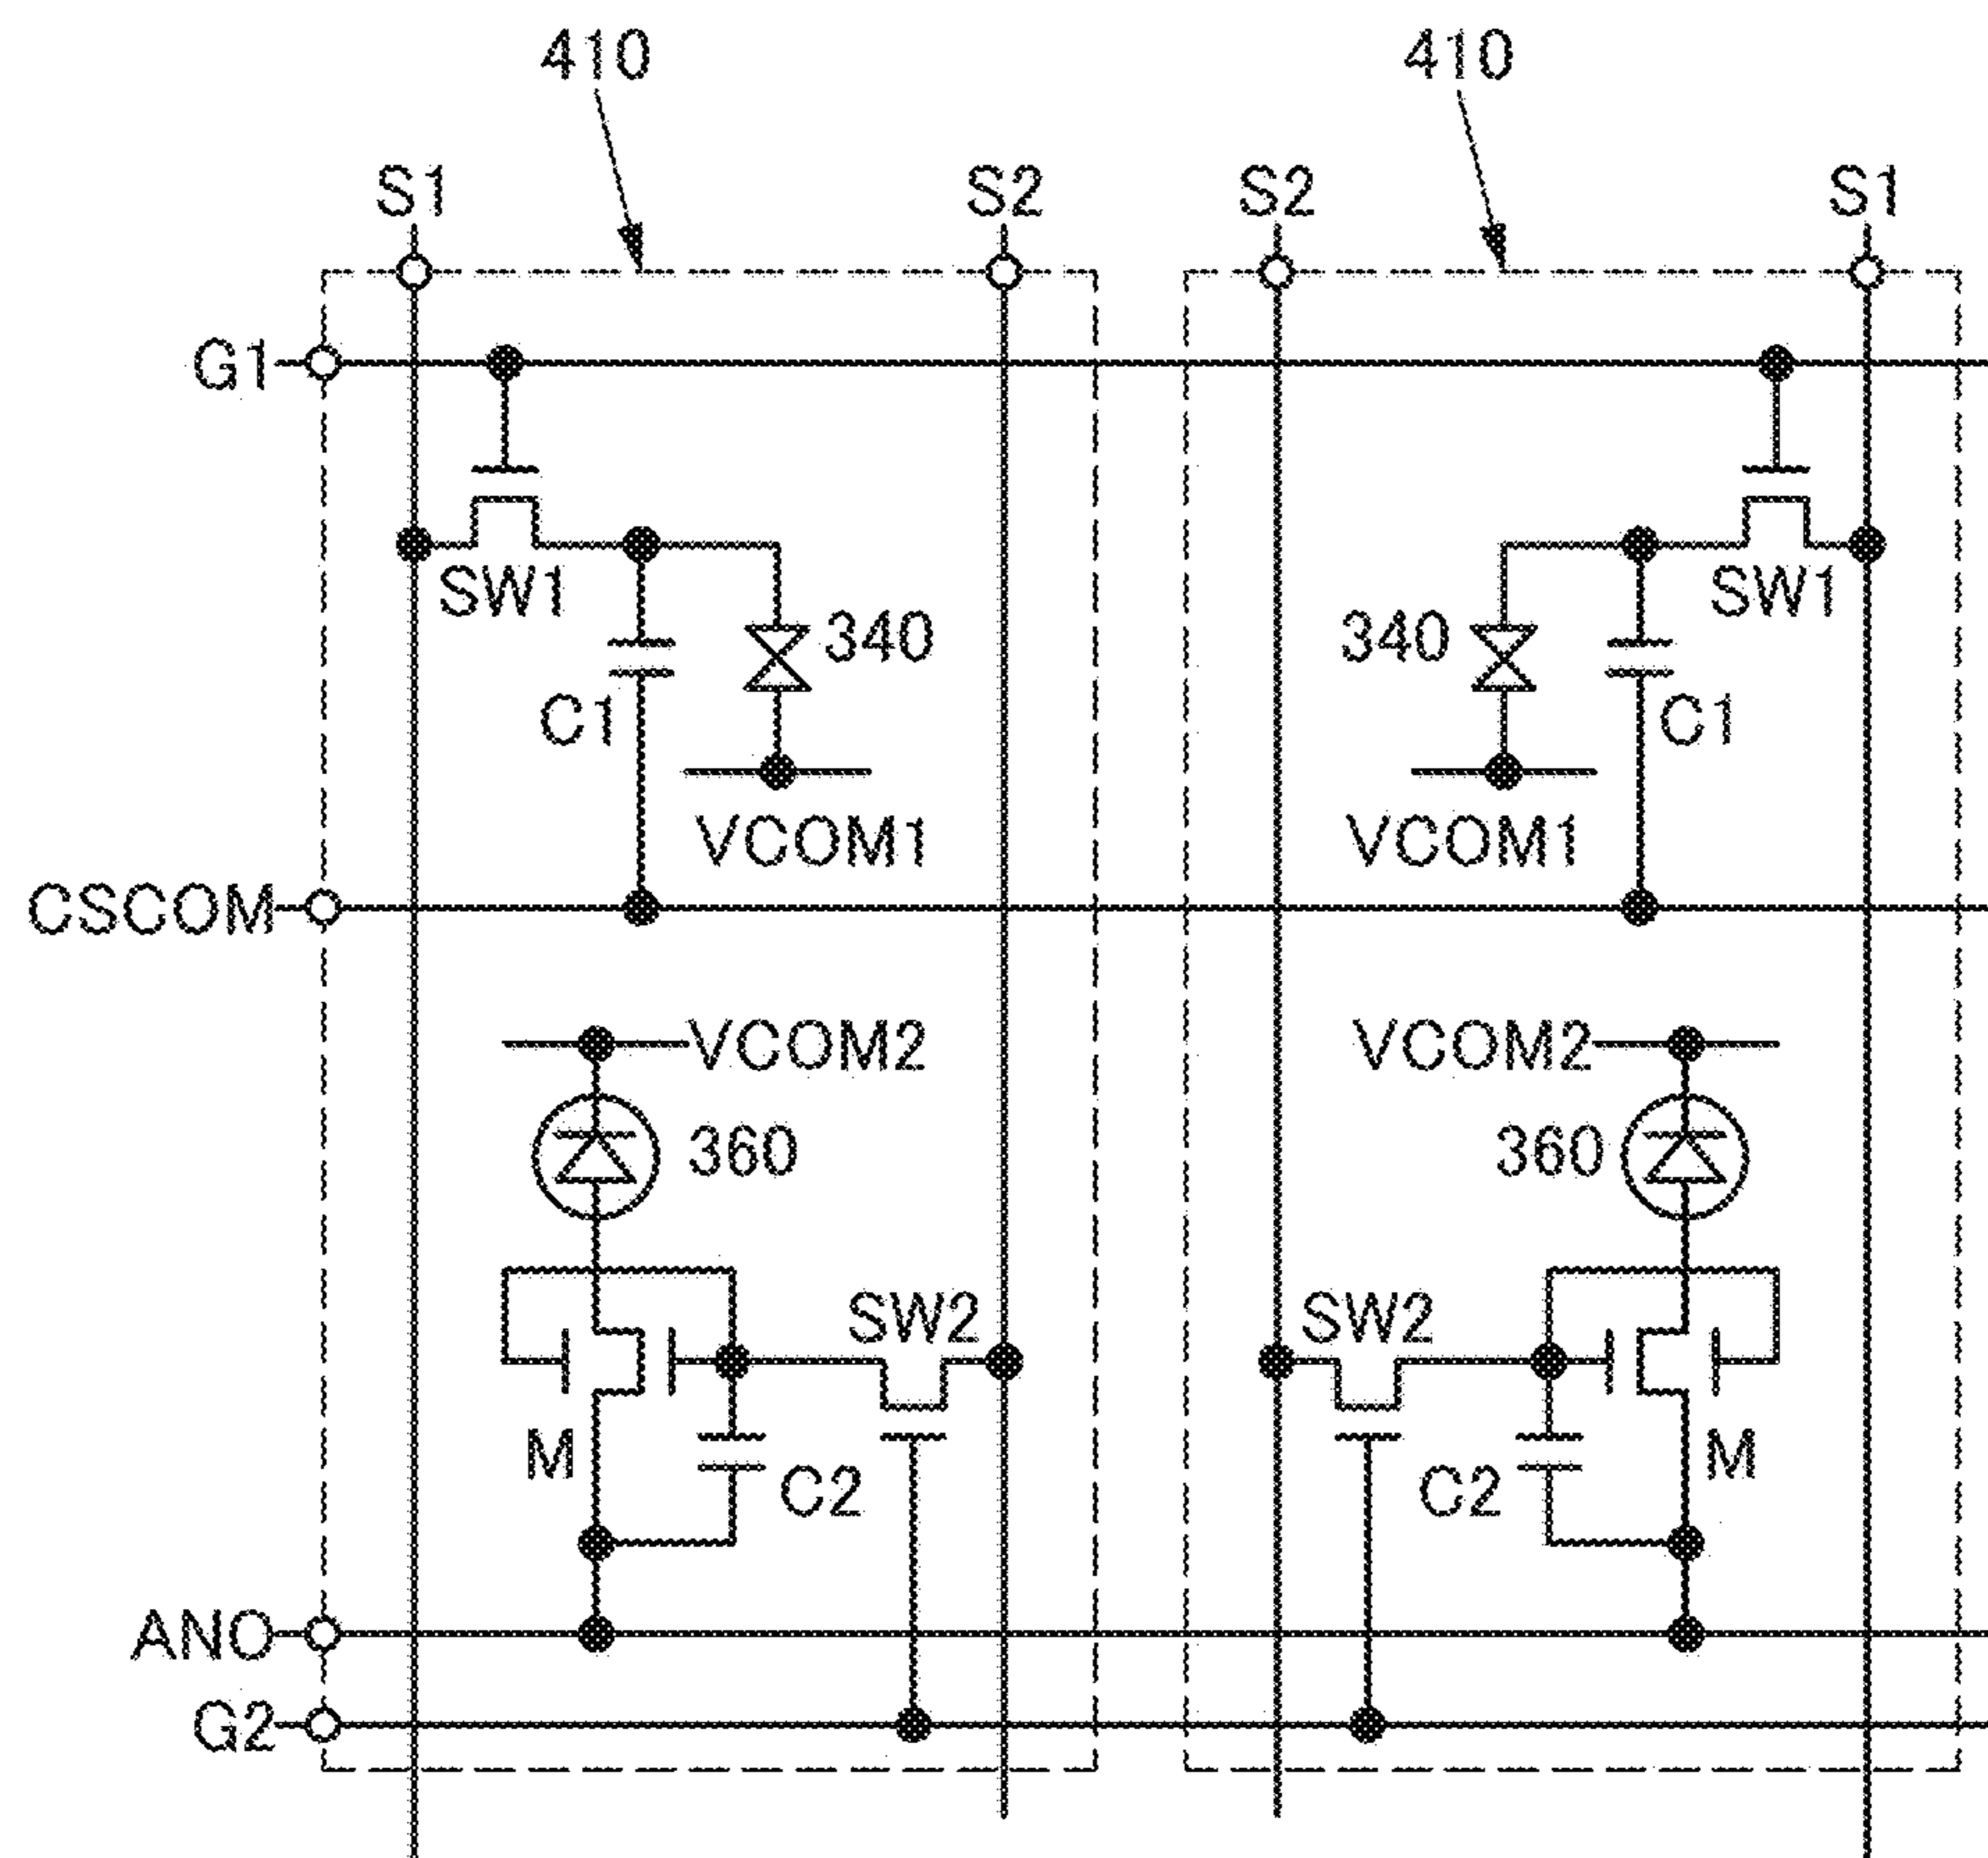 410 410
S1 S2 S2 S1
G1
SW1 SW1
340 340
C1 C1
VCOM1 VCOM1
CSCOM
VCOM2 VCOM2
360 360
SW2 SW2
M M
C2 C2
ANO
G2